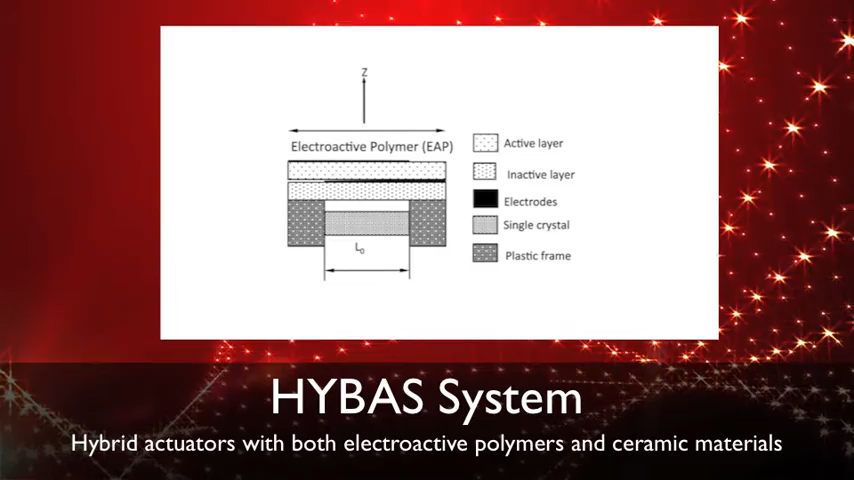 Z
Electroactive Polymer (EAP)
Active layer
Inactive layer
Electrodes
Single crystal
L₀
Plastic frame
HYBAS System
Hybrid actuators with both electroactive polymers and ceramic materials